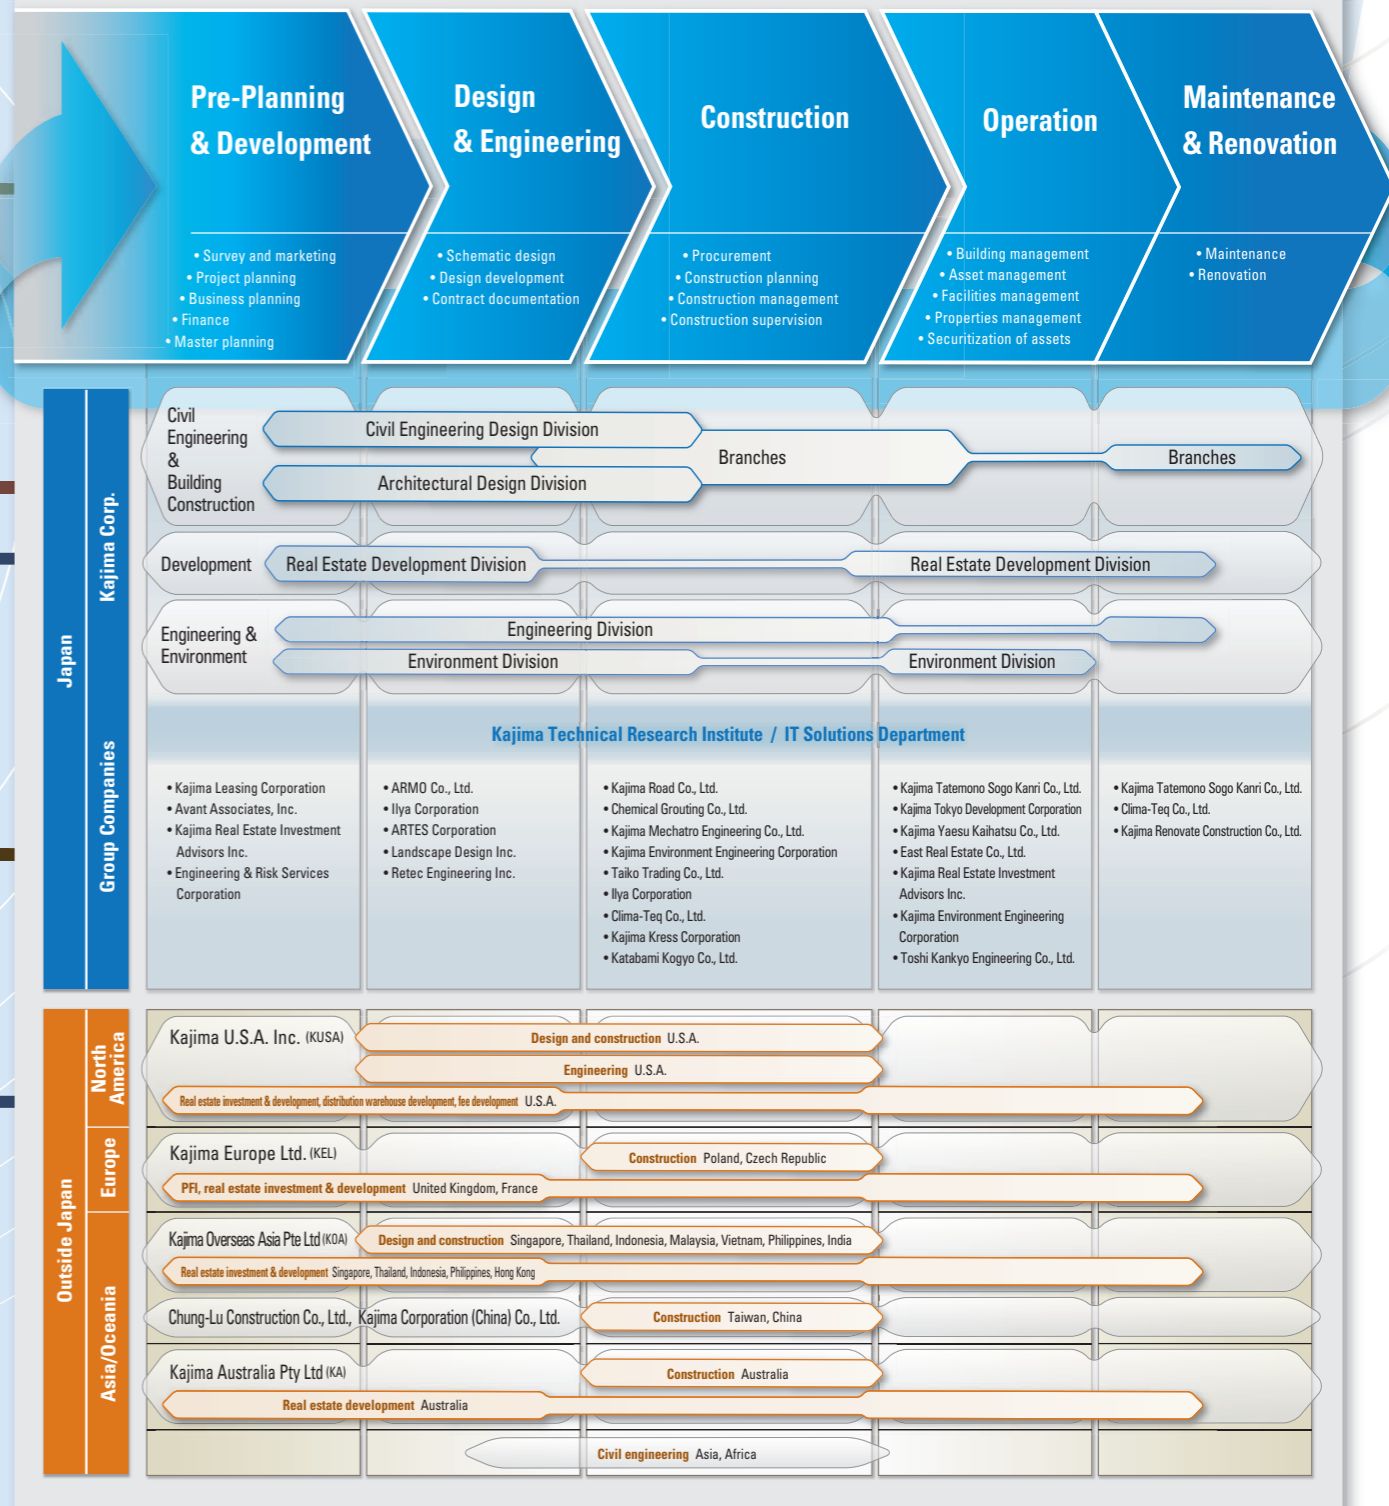 Pre-Planning
& Development
• Survey and marketing
• Project planning
• Business planning
• Finance
• Master planning
Design
& Engineering
• Schematic design
• Design development
• Contract documentation
Construction
• Procurement
• Construction planning
• Construction management
• Construction supervision
Operation
• Building management
• Asset management
• Facilities management
• Properties management
• Securitization of assets
Maintenance
& Renovation
• Maintenance
• Renovation
Japan
Kajima Corp.
Civil
Engineering
&
Building
Construction
Civil Engineering Design Division
Architectural Design Division
Branches
Branches
Development
Real Estate Development Division
Real Estate Development Division
Engineering &
Environment
Engineering Division
Environment Division
Environment Division
Kajima Technical Research Institute / IT Solutions Department
Group Companies
• Kajima Leasing Corporation
• Avant Associates, Inc.
• Kajima Real Estate Investment
Advisors Inc.
• Engineering & Risk Services
Corporation
• ARMO Co., Ltd.
• Ilya Corporation
• ARTES Corporation
• Landscape Design Inc.
• Retec Engineering Inc.
• Kajima Road Co., Ltd.
• Chemical Grouting Co., Ltd.
• Kajima Mechatro Engineering Co., Ltd.
• Kajima Environment Engineering Corporation
• Taiko Trading Co., Ltd.
• Ilya Corporation
• Clima-Teq Co., Ltd.
• Kajima Kress Corporation
• Katabami Kogyo Co., Ltd.
• Kajima Tatemono Sogo Kanri Co., Ltd.
• Kajima Tokyo Development Corporation
• Kajima Yaesu Kaihatsu Co., Ltd.
• East Real Estate Co., Ltd.
• Kajima Real Estate Investment
Advisors Inc.
• Kajima Environment Engineering
Corporation
• Toshi Kankyo Engineering Co., Ltd.
• Kajima Tatemono Sogo Kanri Co., Ltd.
• Clima-Teq Co., Ltd.
• Kajima Renovate Construction Co., Ltd.
Outside Japan
North
America
Kajima U.S.A. Inc. (KUSA)
Design and construction U.S.A.
Engineering U.S.A.
Real estate investment & development, distribution warehouse development, fee development U.S.A.
Europe
Kajima Europe Ltd. (KEL)
Construction Poland, Czech Republic
PFI, real estate investment & development United Kingdom, France
Asia/Oceania
Kajima Overseas Asia Pte Ltd (KOA)
Design and construction Singapore, Thailand, Indonesia, Malaysia, Vietnam, Philippines, India
Real estate investment & development Singapore, Thailand, Indonesia, Philippines, Hong Kong
Chung-Lu Construction Co., Ltd., Kajima Corporation (China) Co., Ltd.
Construction Taiwan, China
Kajima Australia Pty Ltd (KA)
Construction Australia
Real estate development Australia
Civil engineering Asia, Africa